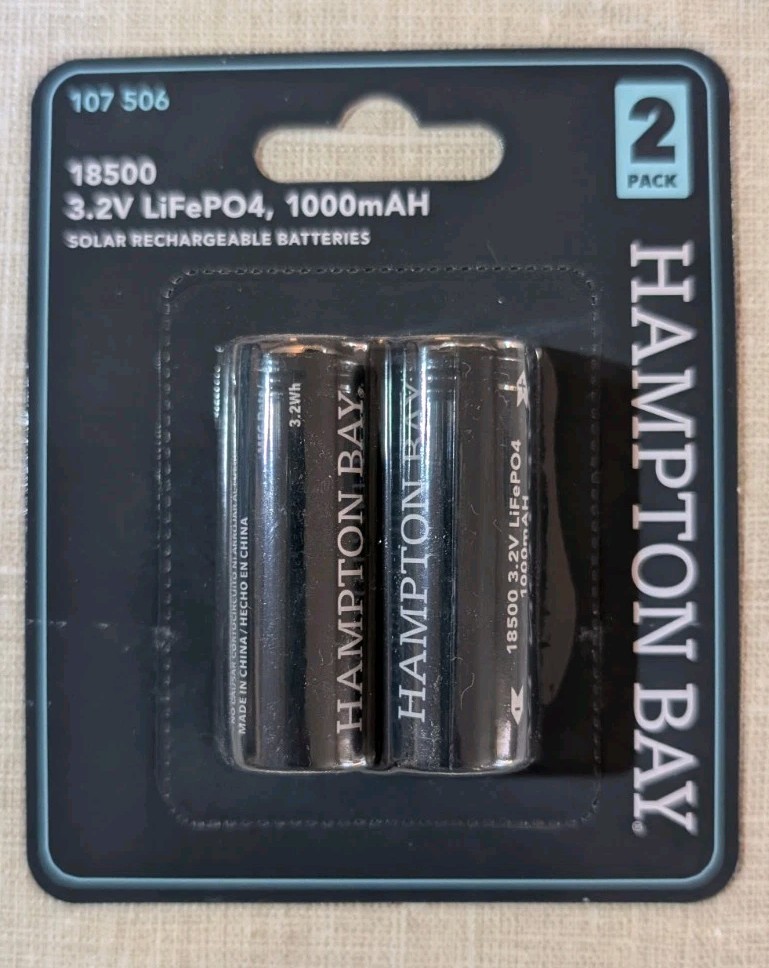 107 506
2
PACK
18500
3.2V LiFePO4, 1000mAH
SOLAR RECHARGEABLE BATTERIES
HAMPTON BAY®
3.2Wh
MADE IN CHINA / HECHO EN CHINA
HAMPTON BAY®
HAMPTON BAY
+
18500 3.2V LiFePO4
1000mAH
-